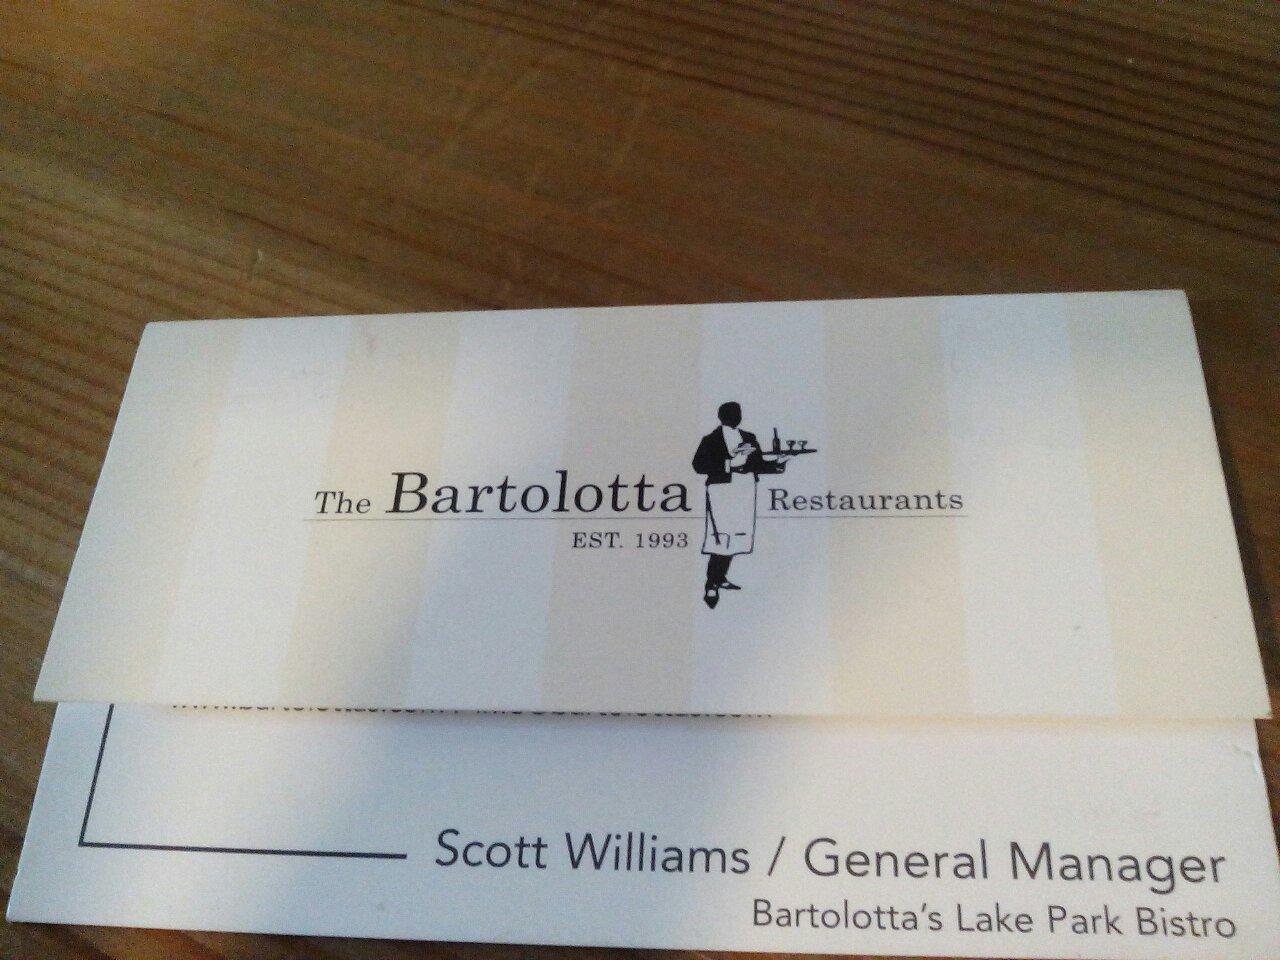 The Bartolotta Restaurants
EST. 1993
Scott Williams / General Manager
Bartolotta's Lake Park Bistro